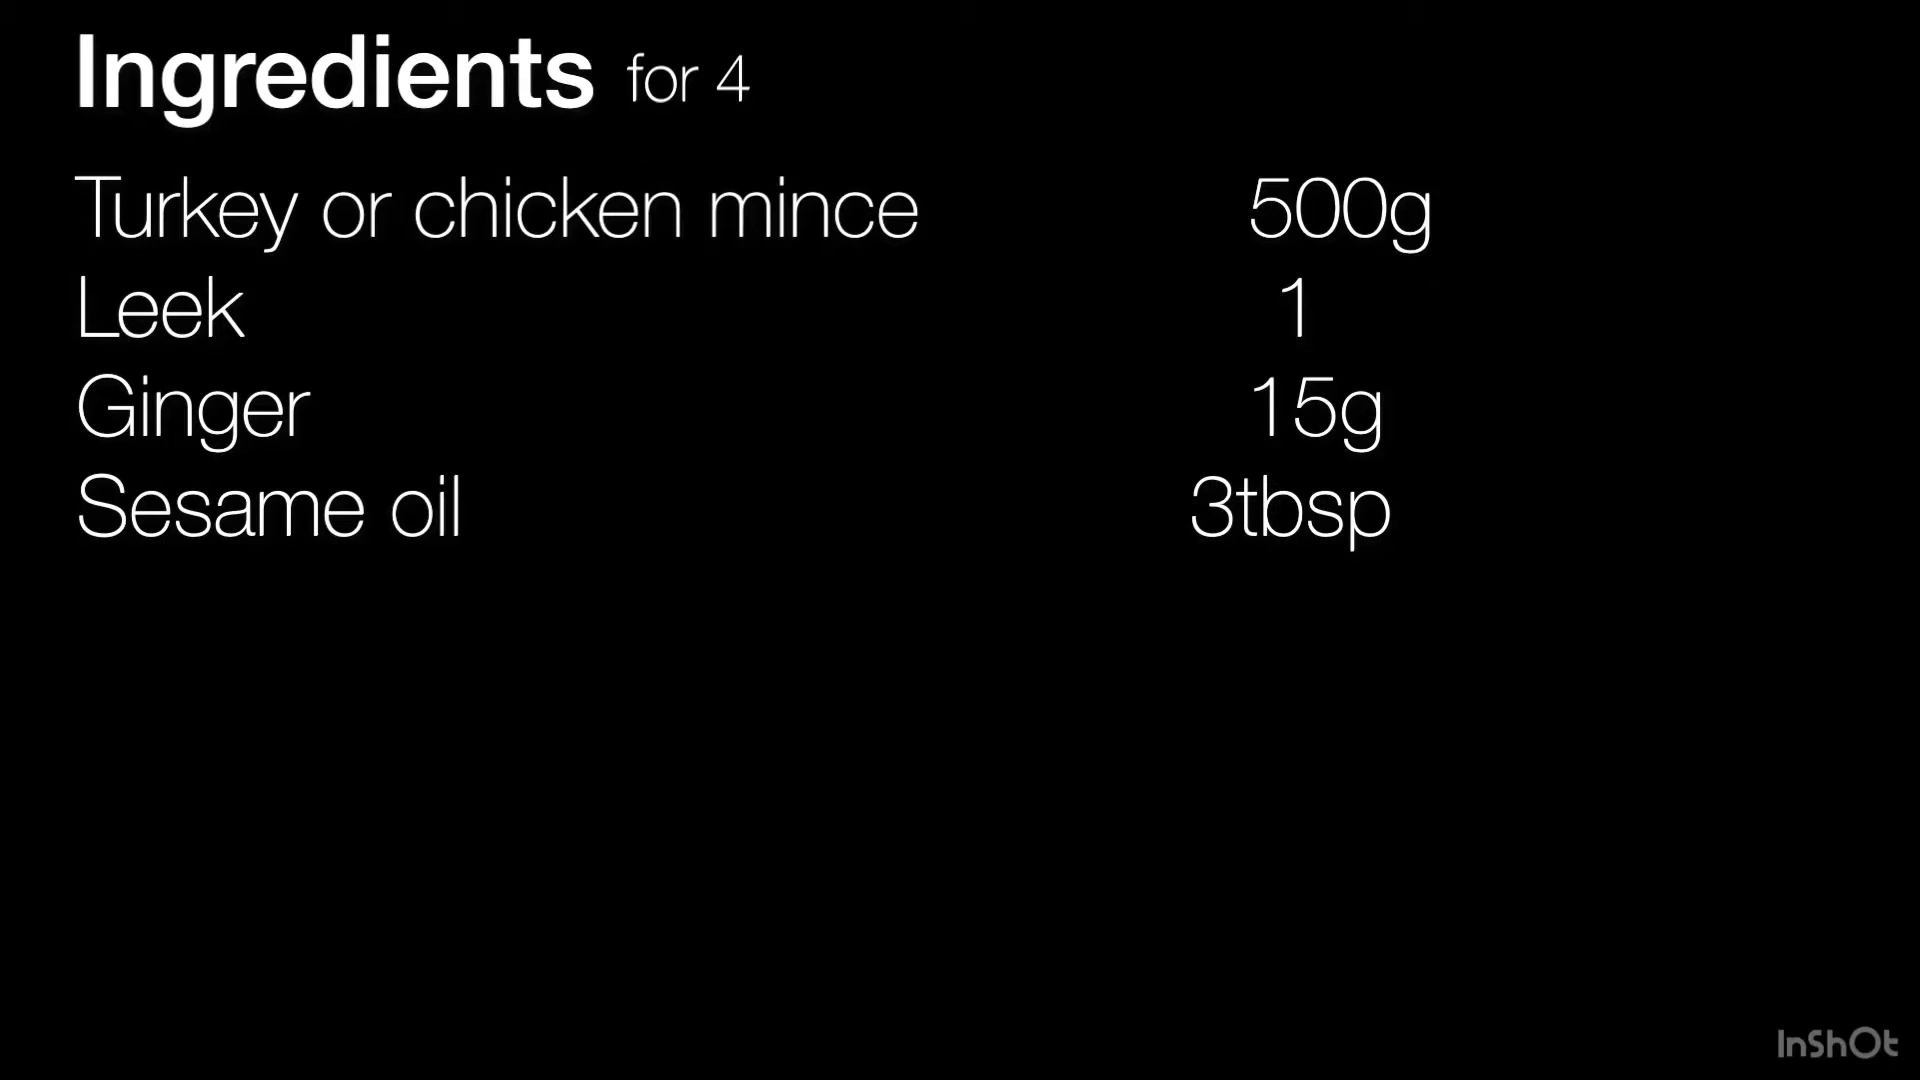 Ingredients for 4
Turkey or chicken mince 500g
Leek 1
Ginger 15g
Sesame oil 3tbsp
InShOt